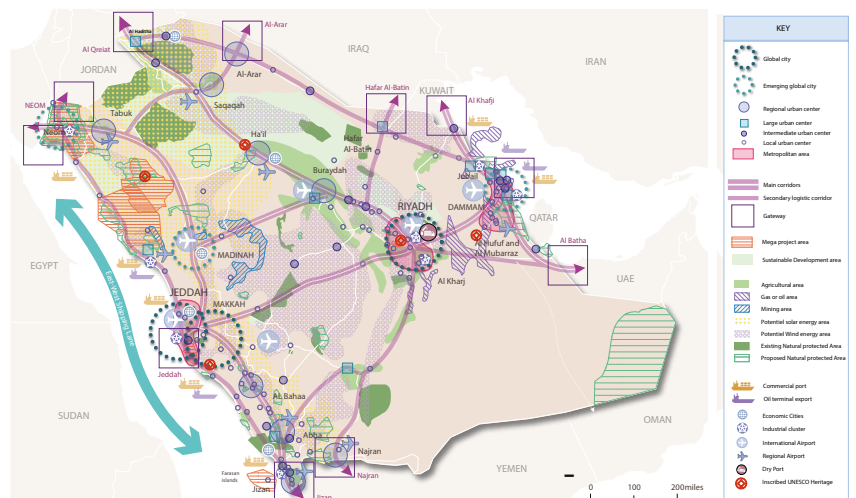 Al-Arar
Al Haditha
Al Qreiat
IRAQ
IRAN
JORDAN
Al-Arar
Hafar Al-Batin
KUWAIT
Al Khafji
NEOM
Tabuk
Saqaqah
Neom
Ha'il
Hafar
Al-Batin
Buraydah
Jubail
RIYADH
DAMMAM
QATAR
EGYPT
MADINAH
Al Hufuf and
Al Mubarraz
Al Batha
UAE
Al Kharj
JEDDAH
MAKKAH
East-West Shipping Lane
Jeddah
SUDAN
Al Bahaa
OMAN
Abha
Najran
Farasan
islands
Najran
YEMEN
Jizan
Jizan
0 100 200miles
KEY
Global city
Emerging global city
Regional urban center
Large urban center
Intermediate urban center
Local urban center
Metropolitan area
Main corridors
Secondary logistic corridor
Gateway
Mega project area
Sustainable Development area
Agricultural area
Gas or oil area
Mining area
Potentiel solar energy area
Potentiel Wind energy area
Existing Natural protected Area
Proposed Natural protected Area
Commercial port
Oil terminal export
Economic Cities
Industrial cluster
International Airport
Regional Airport
Dry Port
Inscribed UNESCO Heritage